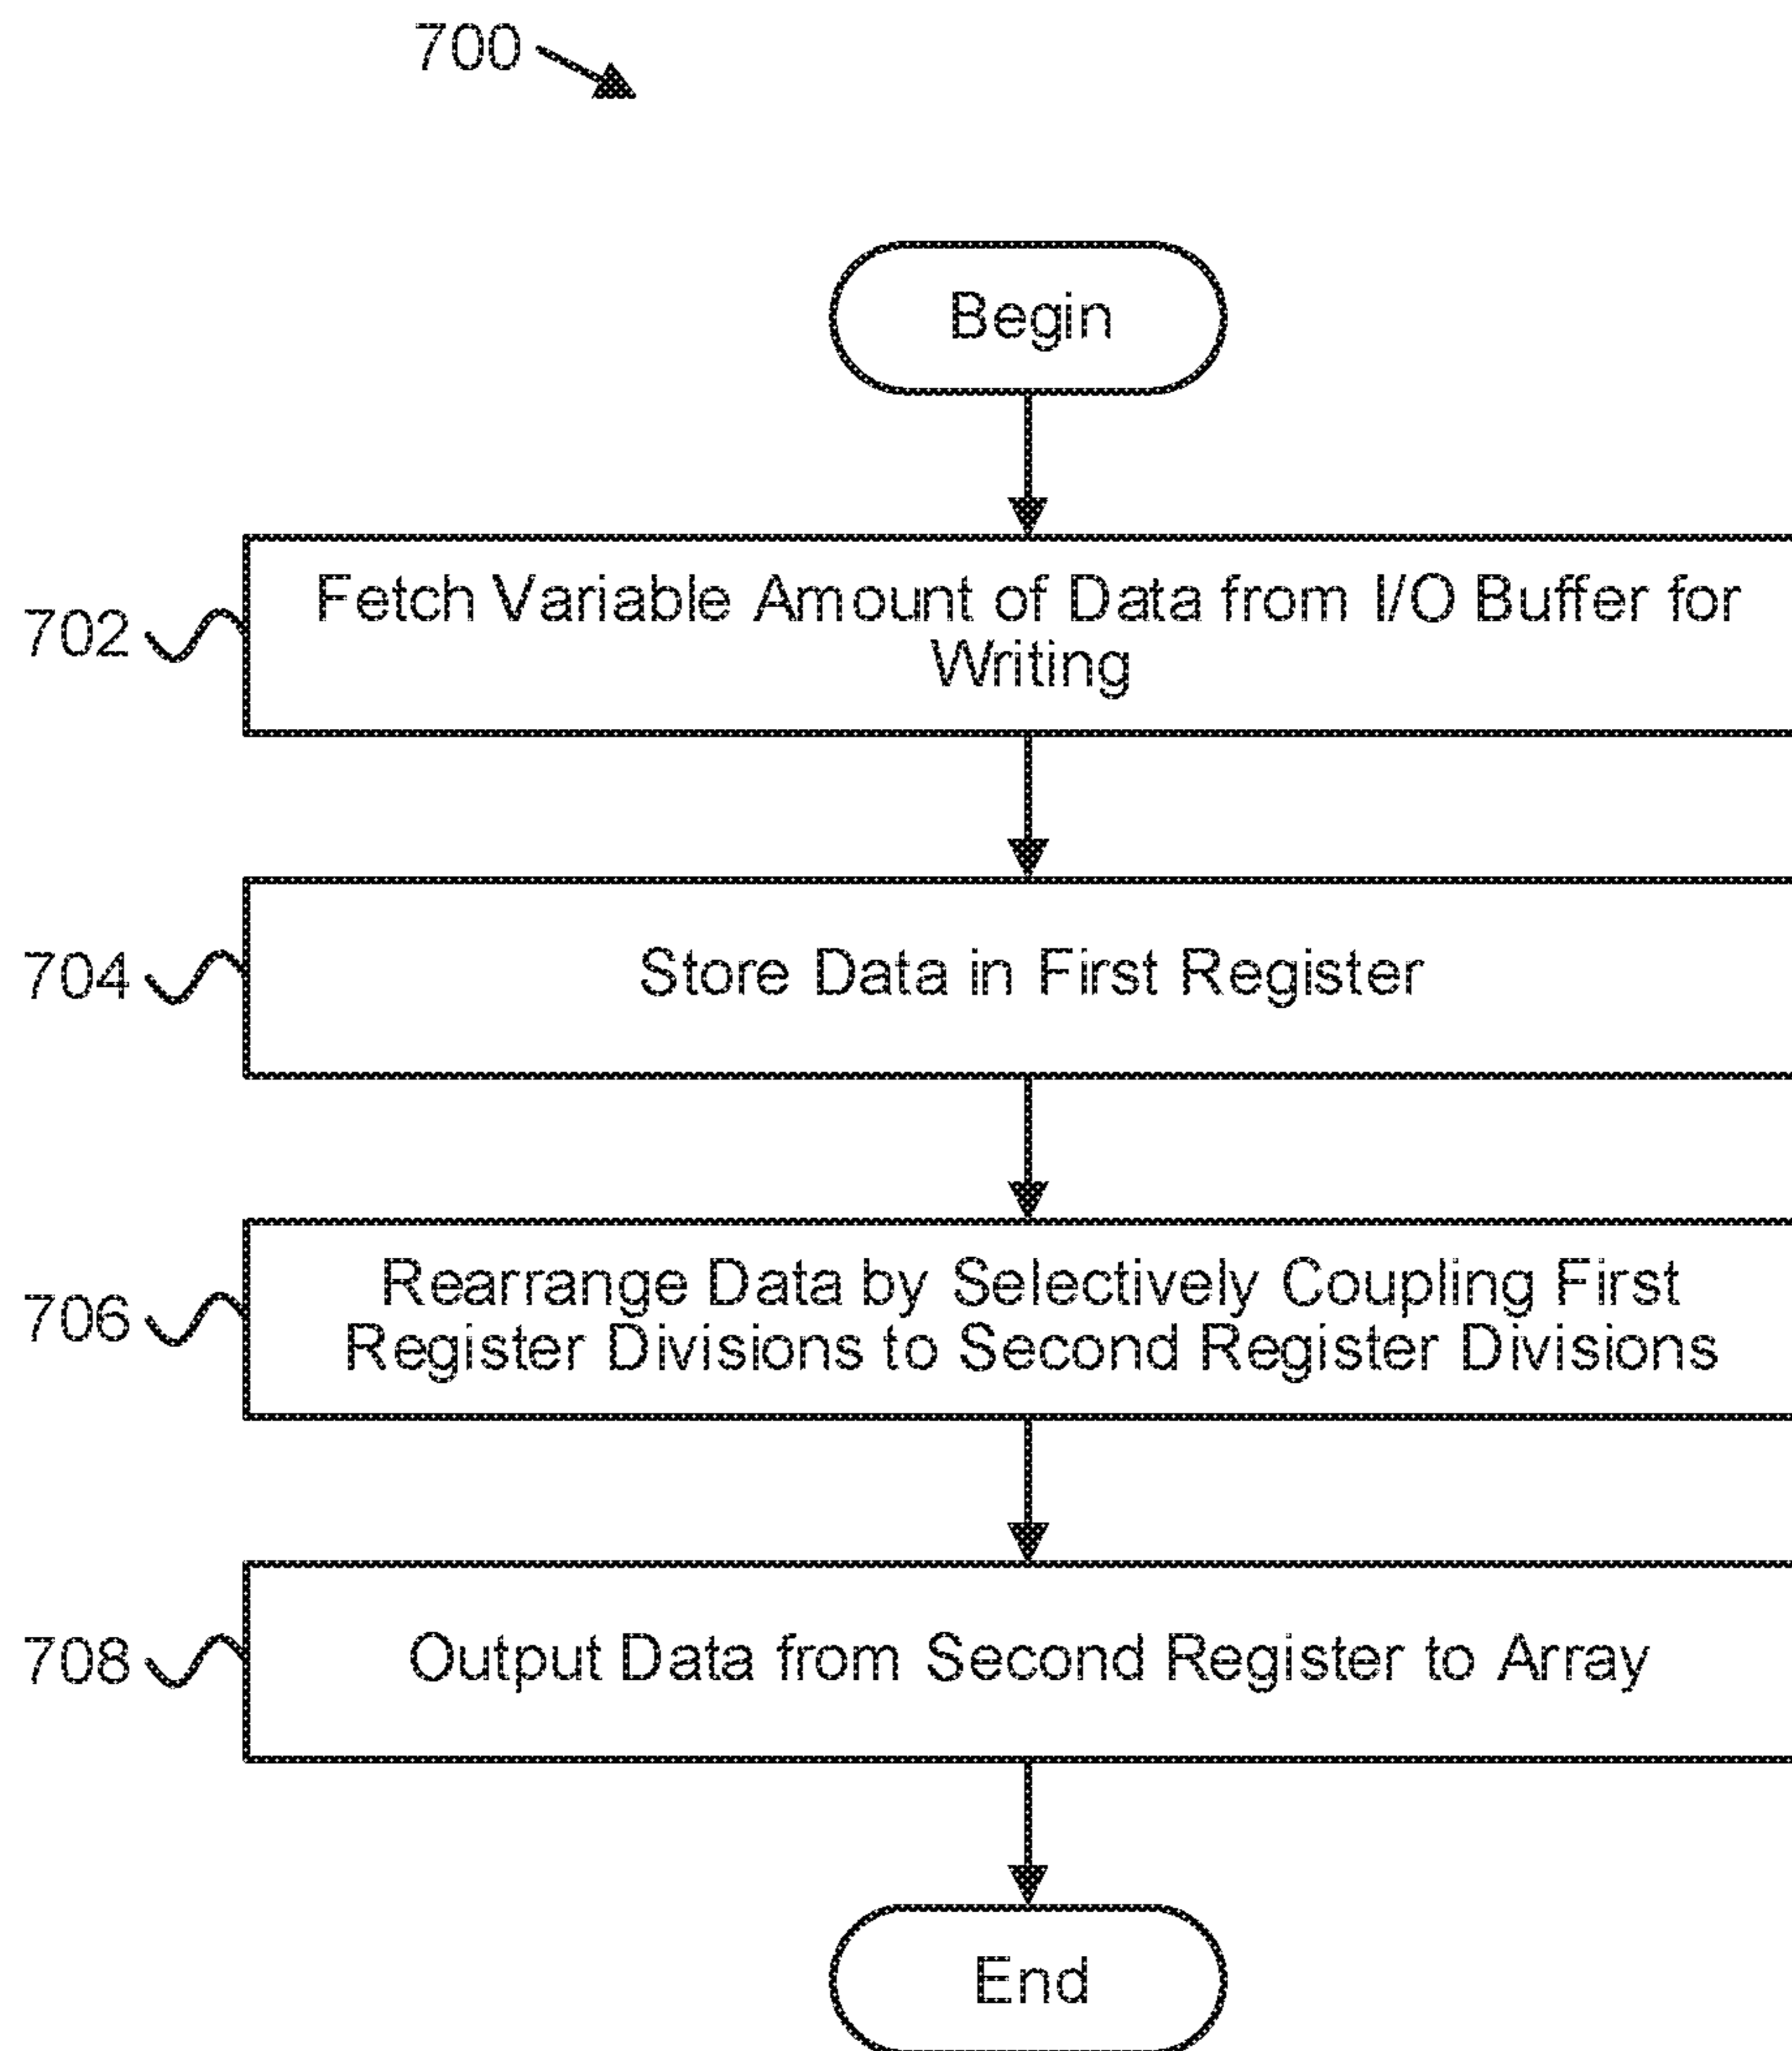 700
Begin
702
Fetch Variable Amount of Data from I/O Buffer for
Writing
704
Store Data in First Register
706
Rearrange Data by Selectively Coupling First
Register Divisions to Second Register Divisions
708
Output Data from Second Register to Array
End